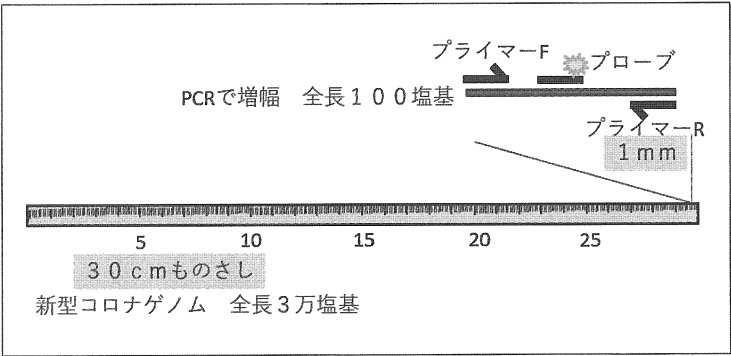 プライマーF
プローブ
PCRで増幅　全長１００塩基
プライマーR
１mm
5 10 15 20 25
３０ｃｍものさし
新型コロナゲノム　全長３万塩基